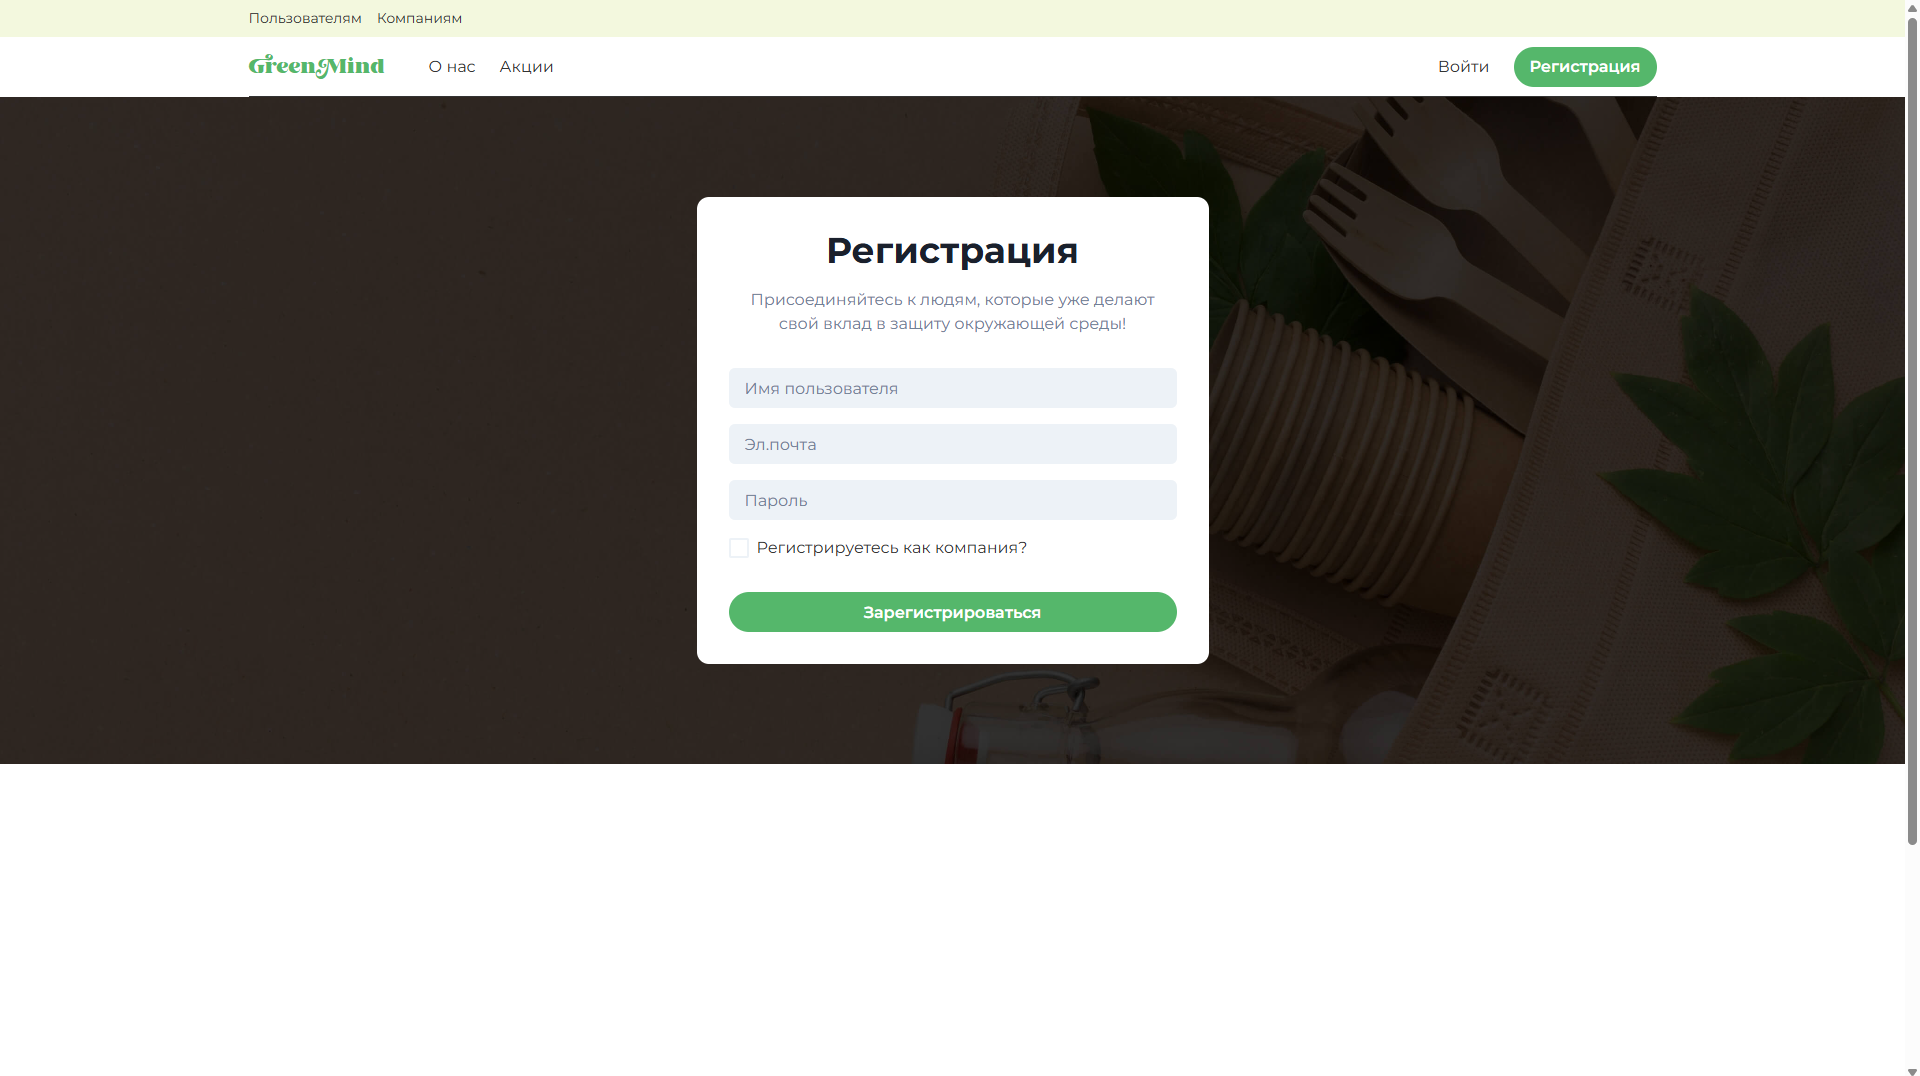 Пользователям Компаниям
GreenMind О нас Акции Войти Регистрация
Регистрация
Присоединяйтесь к людям, которые уже делают
свой вклад в защиту окружающей среды!
Имя пользователя
Эл.почта
Пароль
Регистрируетесь как компания?
Зарегистрироваться